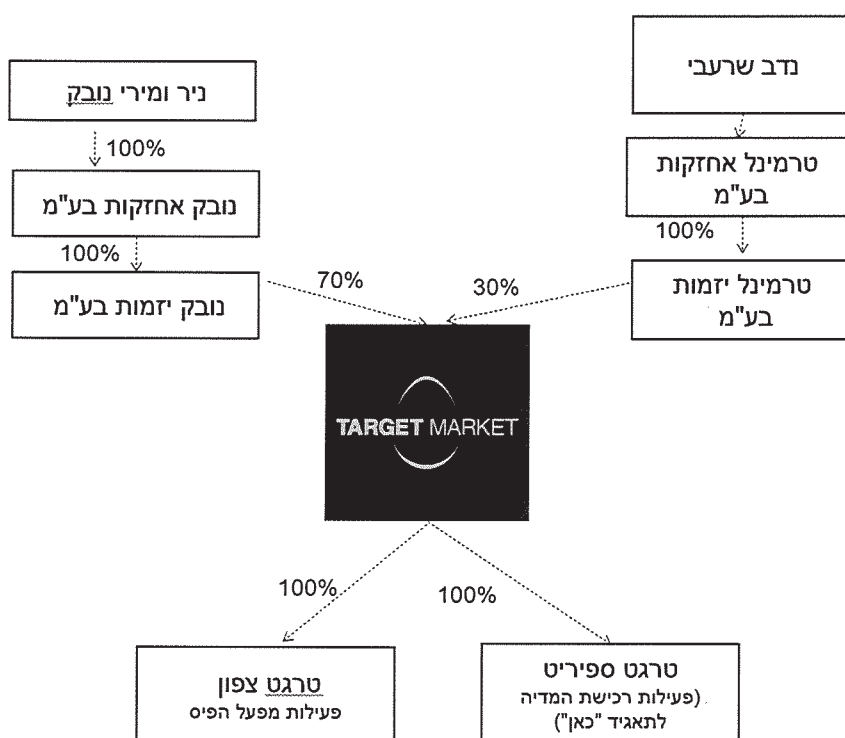 נדב שרעבי
ניר ומירי נובק
100%
טרמינל אחזקות
בע"מ
נובק אחזקות בע"מ
100%
100%
טרמינל יזמות
בע"מ
נובק יזמות בע"מ
70%
30%
TARGET MARKET
100%
100%
טרגט ספיריט
(פעילות רכישת המדיה
לתאגיד "כאן")
טרגט צפון
פעילות מפעל הפיס